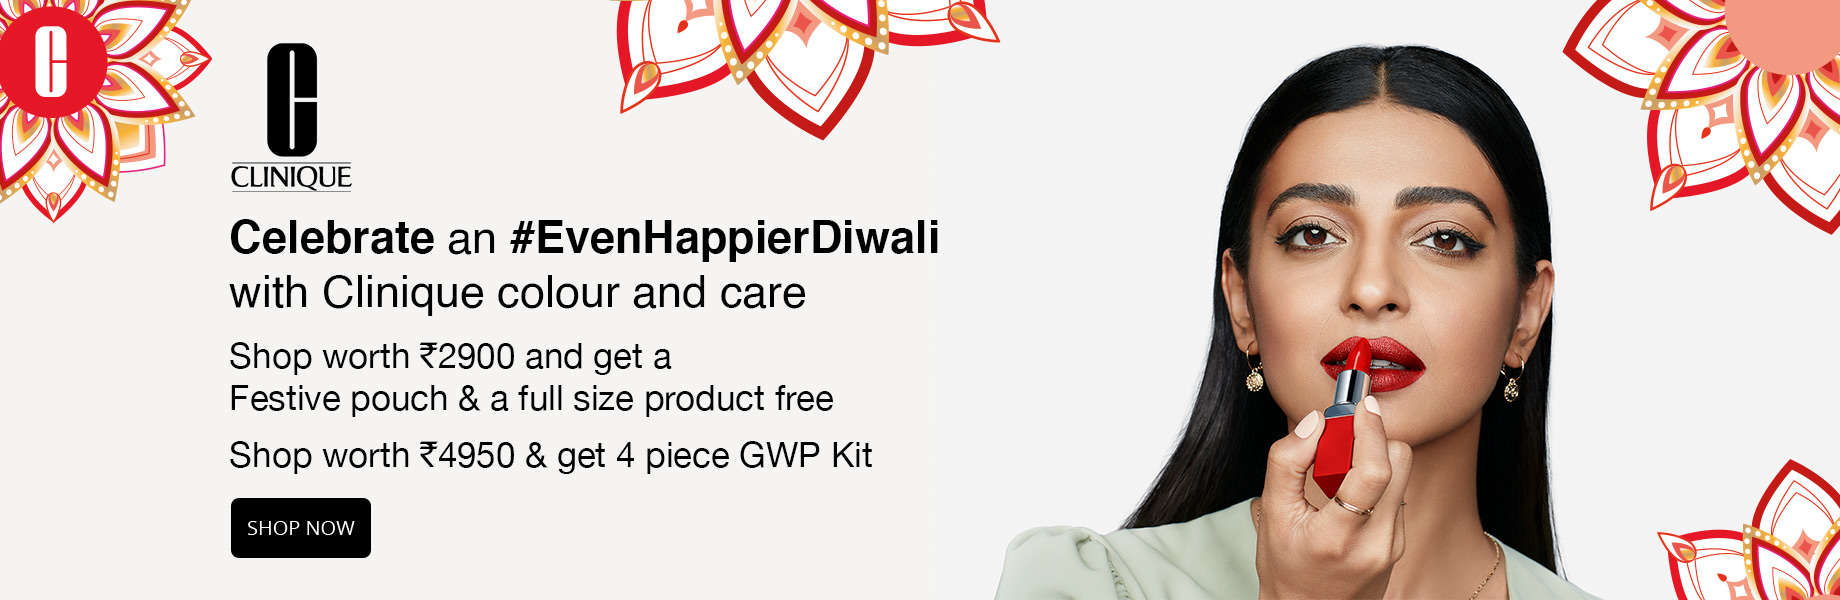 C
C
CLINIQUE
Celebrate an #EvenHappierDiwali
with Clinique colour and care
Shop worth ₹2900 and get a
Festive pouch & a full size product free
Shop worth ₹4950 & get 4 piece GWP Kit
SHOP NOW